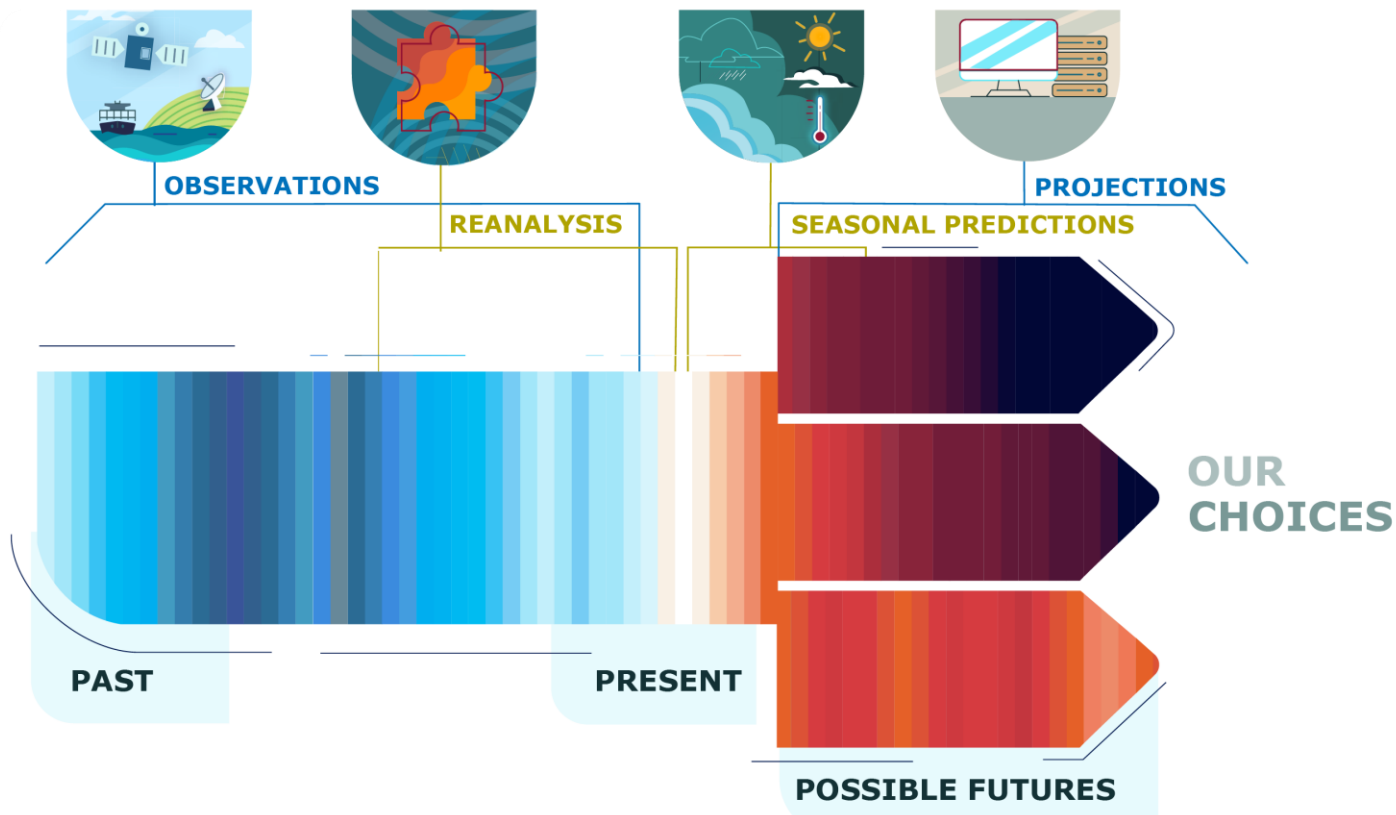 OBSERVATIONS
PROJECTIONS
REANALYSIS
SEASONAL PREDICTIONS
OUR
CHOICES
PAST
PRESENT
POSSIBLE FUTURES